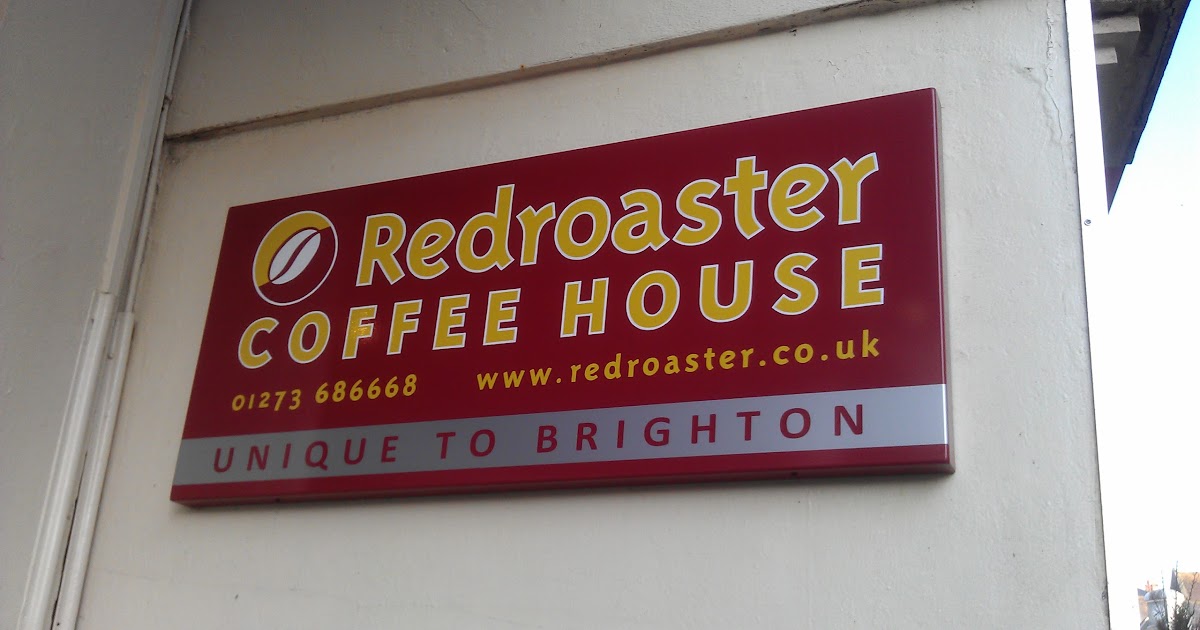 Redroaster
COFFEE HOUSE
01273 686668 www.redroaster.co.uk
UNIQUE TO BRIGHTON